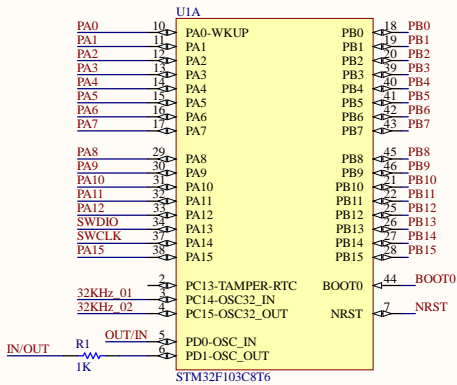 U1A
PA0 10 PA0-WKUP PB0 18 PB0
PA1 11 PA1 PB1 19 PB1
PA2 12 PA2 PB2 20 PB2
PA3 13 PA3 PB3 39 PB3
PA4 14 PA4 PB4 40 PB4
PA5 15 PA5 PB5 41 PB5
PA6 16 PA6 PB6 42 PB6
PA7 17 PA7 PB7 43 PB7
PA8 29 PA8 PB8 45 PB8
PA9 30 PA9 PB9 46 PB9
PA10 31 PA10 PB10 21 PB10
PA11 32 PA11 PB11 22 PB11
PA12 33 PA12 PB12 25 PB12
SWDIO 34 PA13 PB13 26 PB13
SWCLK 37 PA14 PB14 27 PB14
PA15 38 PA15 PB15 28 PB15
2 PC13-TAMPER-RTC BOOT0 44 BOOT0
32KHz_01 3 PC14-OSC32_IN
32KHz_02 4 PC15-OSC32_OUT NRST 7 NRST
OUT/IN 5 PD0-OSC_IN
IN/OUT R1 6 PD1-OSC_OUT
1K
STM32F103C8T6